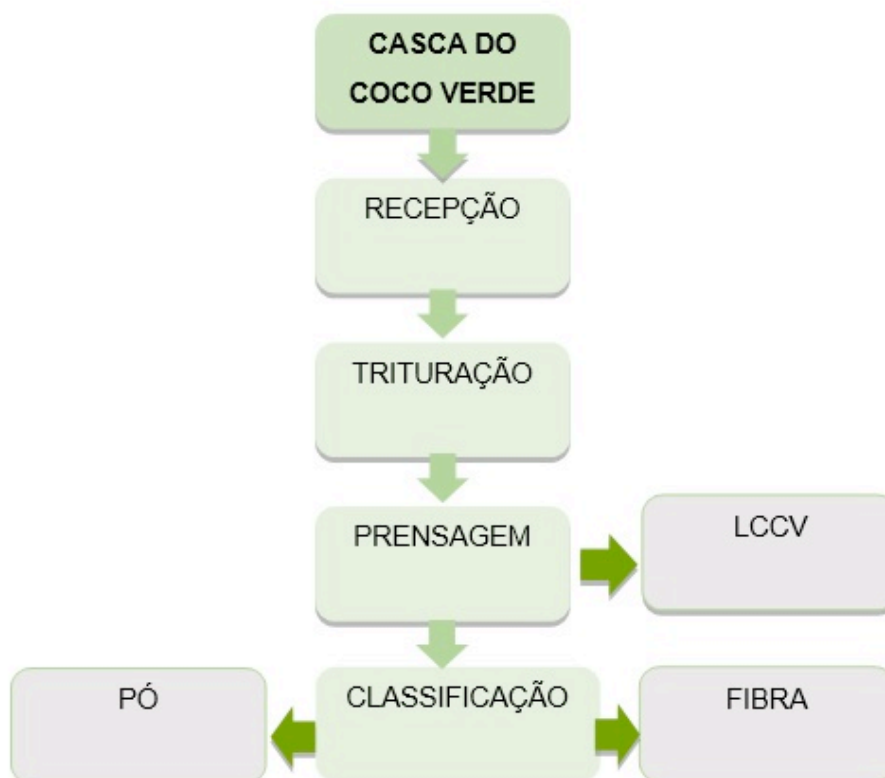 CASCA DO
COCO VERDE
RECEPÇÃO
TRITURAÇÃO
PRENSAGEM
LCCV
PÓ
CLASSIFICAÇÃO
FIBRA